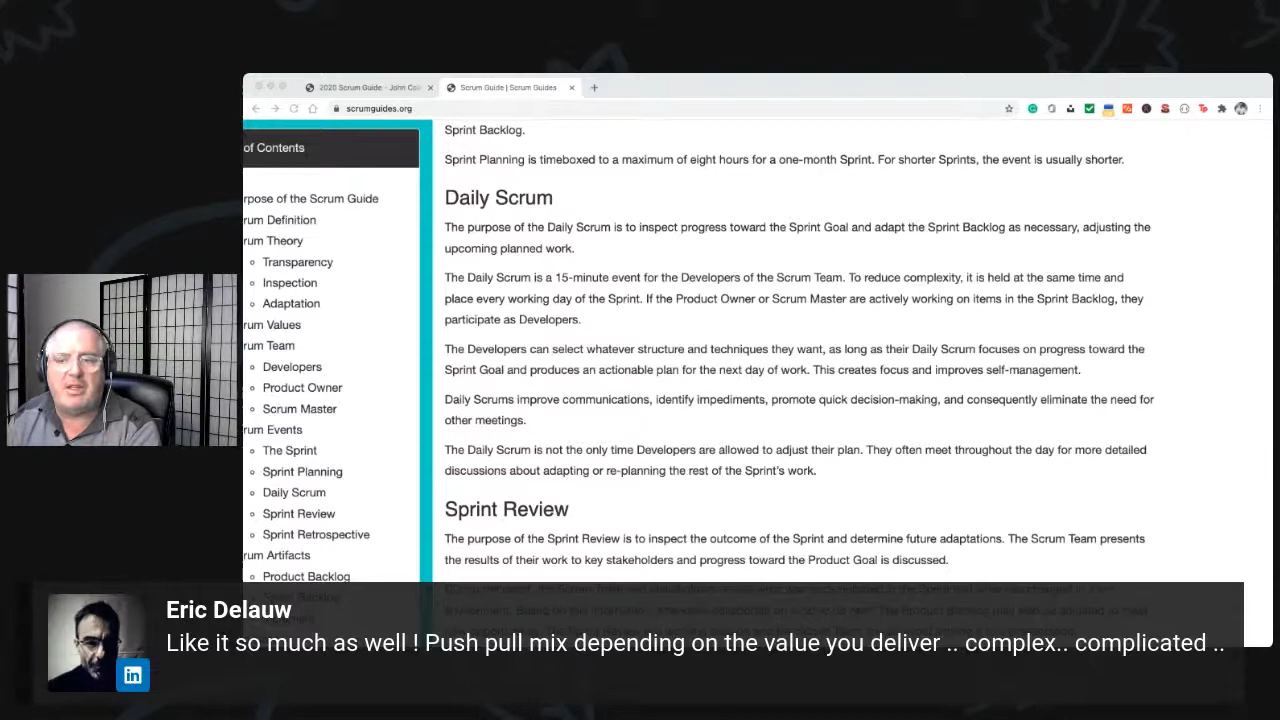 2020 Scrum Guide - John Co
Scrum Guide | Scrum Guides
scrumguides.org
of Contents
rpose of the Scrum Guide
rum Definition
rum Theory
Transparency
Inspection
Adaptation
rum Values
rum Team
Developers
Product Owner
Scrum Master
rum Events
The Sprint
Sprint Planning
Daily Scrum
Sprint Review
Sprint Retrospective
rum Artifacts
Product Backlog
Sprint Backlog.
Sprint Planning is timeboxed to a maximum of eight hours for a one-month Sprint. For shorter Sprints, the event is usually shorter.
Daily Scrum
The purpose of the Daily Scrum is to inspect progress toward the Sprint Goal and adapt the Sprint Backlog as necessary, adjusting the
upcoming planned work.
The Daily Scrum is a 15-minute event for the Developers of the Scrum Team. To reduce complexity, it is held at the same time and
place every working day of the Sprint. If the Product Owner or Scrum Master are actively working on items in the Sprint Backlog, they
participate as Developers.
The Developers can select whatever structure and techniques they want, as long as their Daily Scrum focuses on progress toward the
Sprint Goal and produces an actionable plan for the next day of work. This creates focus and improves self-management.
Daily Scrums improve communications, identify impediments, promote quick decision-making, and consequently eliminate the need for
other meetings.
The Daily Scrum is not the only time Developers are allowed to adjust their plan. They often meet throughout the day for more detailed
discussions about adapting or re-planning the rest of the Sprint's work.
Sprint Review
The purpose of the Sprint Review is to inspect the outcome of the Sprint and determine future adaptations. The Scrum Team presents
the results of their work to key stakeholders and progress toward the Product Goal is discussed.
Eric Delauw
Like it so much as well ! Push pull mix depending on the value you deliver .. complex.. complicated ..
in